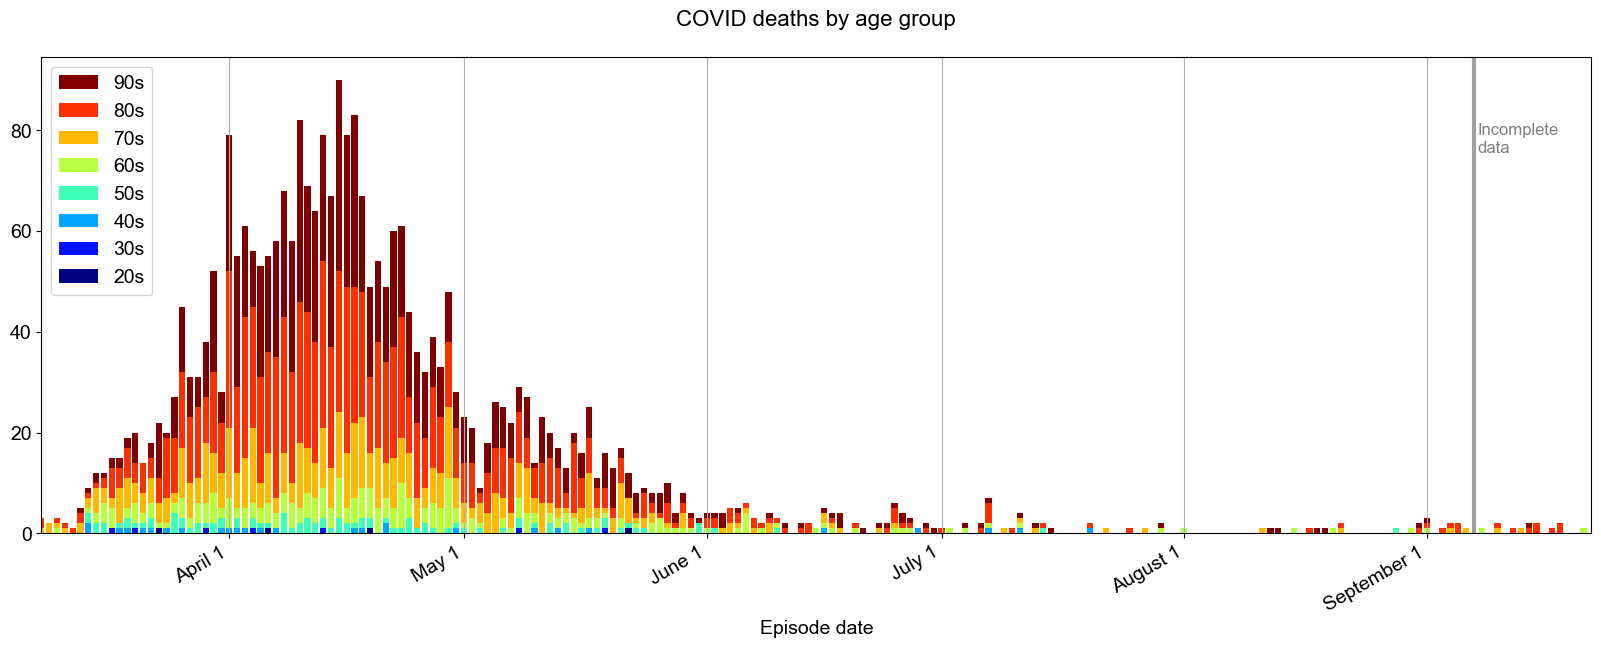 COVID deaths by age group
90s
80s
70s
60s
50s
40s
30s
20s
80
60
40
20
0
Incomplete
data
April 1
May 1
June 1
July 1
August 1
September 1
Episode date